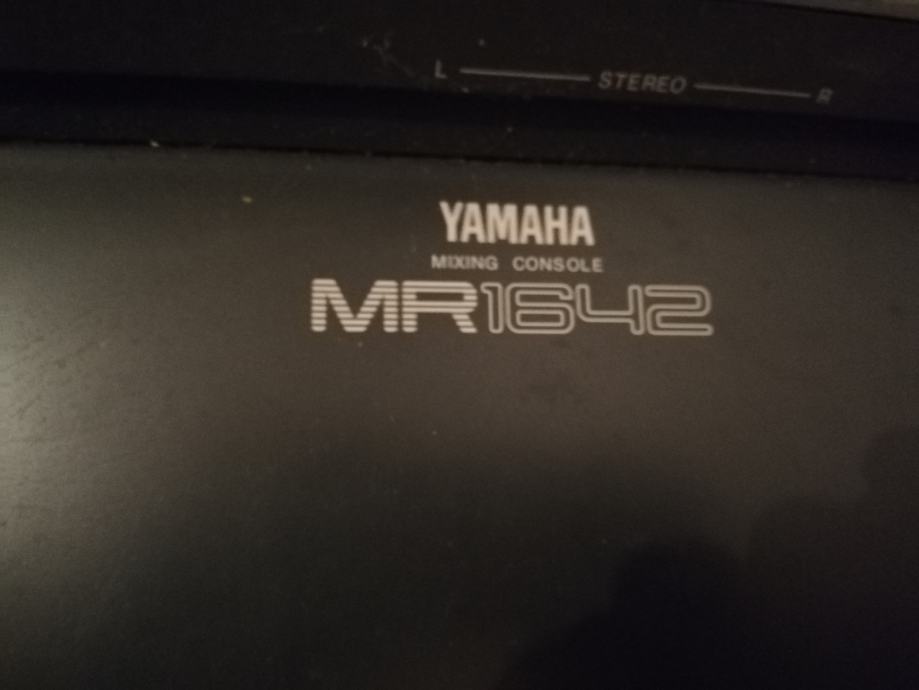 L STEREO R
YAMAHA
MIXING CONSOLE
MR1642